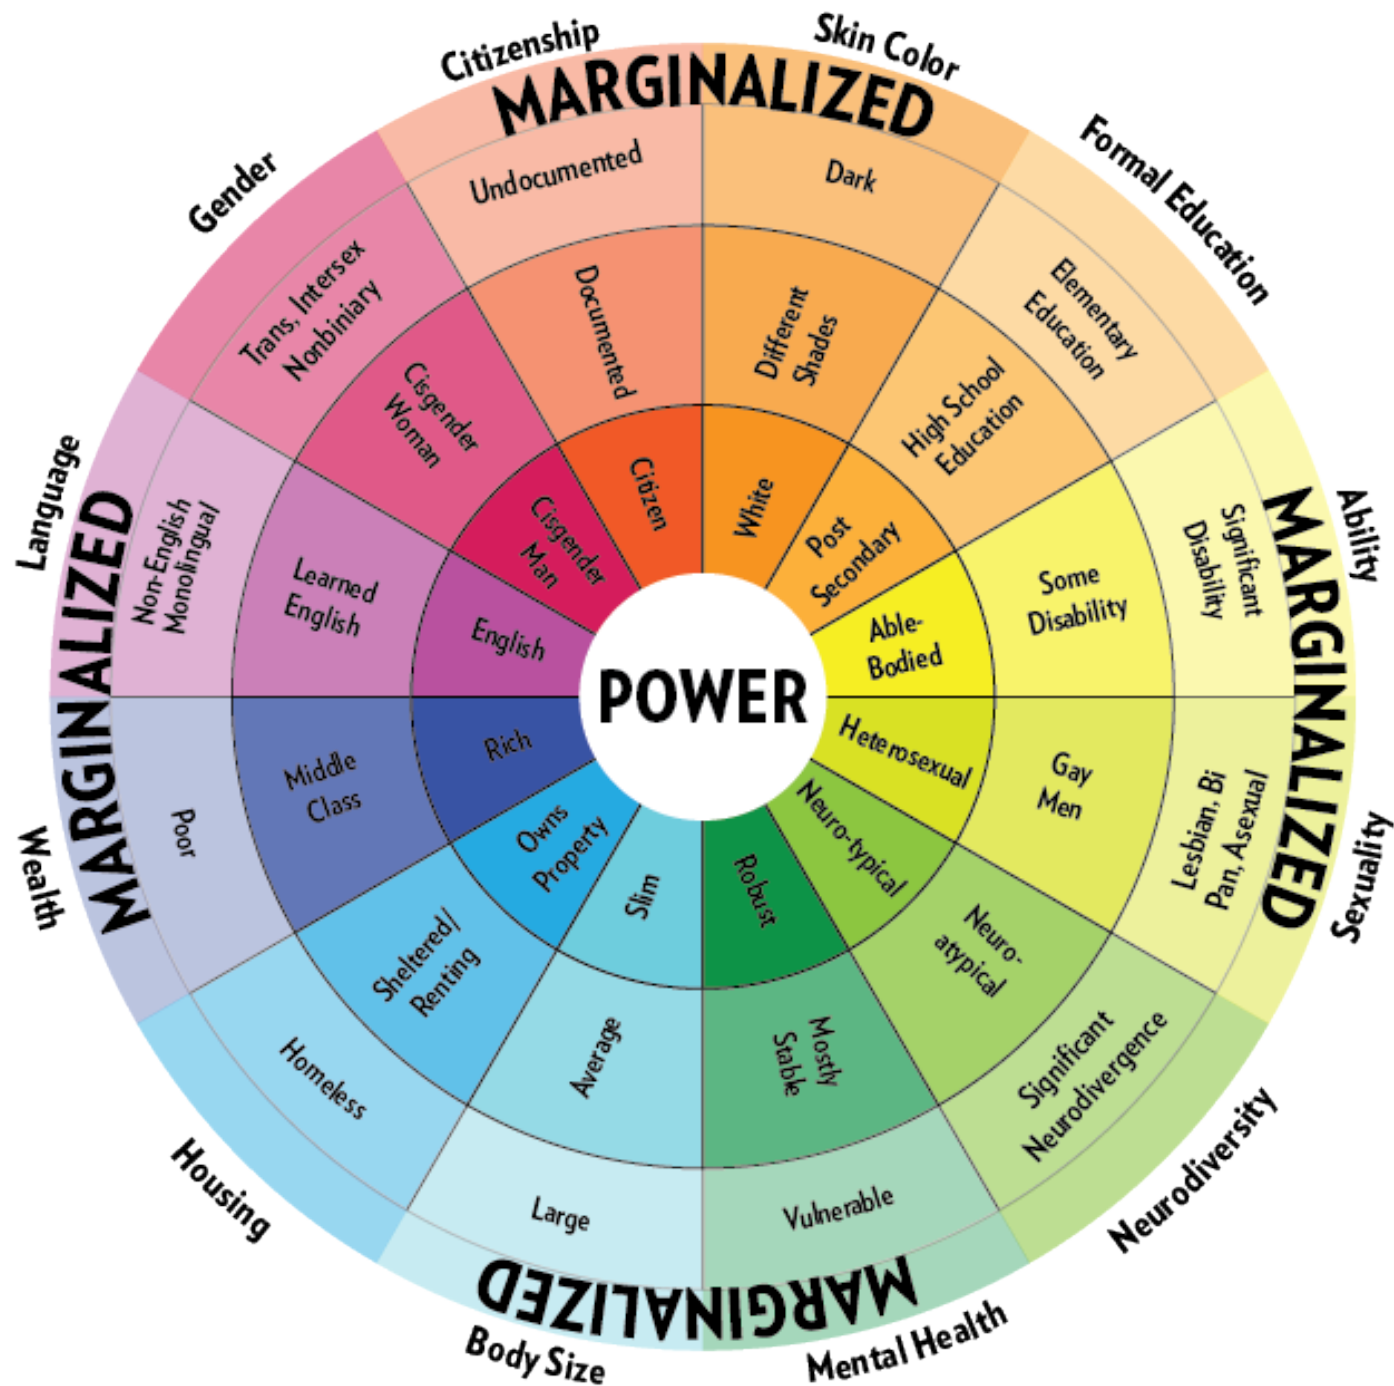 Citizenship
Skin Color
Formal Education
Ability
Sexuality
Neurodiversity
Mental Health
Body Size
Housing
Wealth
Language
Gender
MARGINALIZED
MARGINALIZED
MARGINALIZED
MARGINALIZED
Undocumented
Documented
Citizen
Dark
Different
Shades
White
Elementary
Education
High School
Education
Post
Secondary
Significant
Disability
Some
Disability
Able-
Bodied
Lesbian, Bi
Pan, Asexual
Gay
Men
Heterosexual
Significant
Neurodivergence
Neuro-
atypical
Neuro-typical
Vulnerable
Mostly
Stable
Robust
Large
Average
Slim
Homeless
Sheltered/
Renting
Owns
Property
Poor
Middle
Class
Rich
Non-English
Monolingual
Learned
English
English
Trans, Intersex
Nonbiniary
Cisgender
Woman
Cisgender
Man
POWER